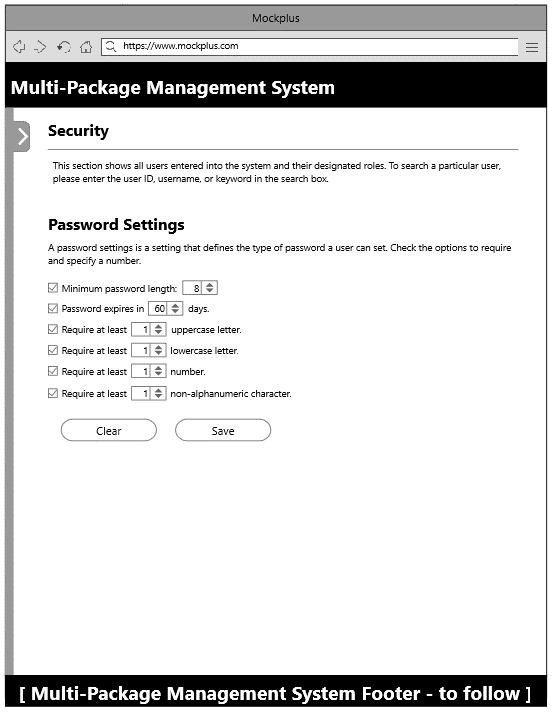 Mockplus
https://www.mockplus.com
Multi-Package Management System
Security
This section shows all users entered into the system and their designated roles. To search a particular user,
please enter the user ID, username, or keyword in the search box.
Password Settings
A password settings is a setting that defines the type of password a user can set. Check the options to require
and specify a number.
Minimum password length: 8
Password expires in 60 days.
Require at least 1 uppercase letter.
Require at least 1 lowercase letter.
Require at least 1 number.
Require at least 1 non-alphanumeric character.
Clear Save
[ Multi-Package Management System Footer - to follow ]